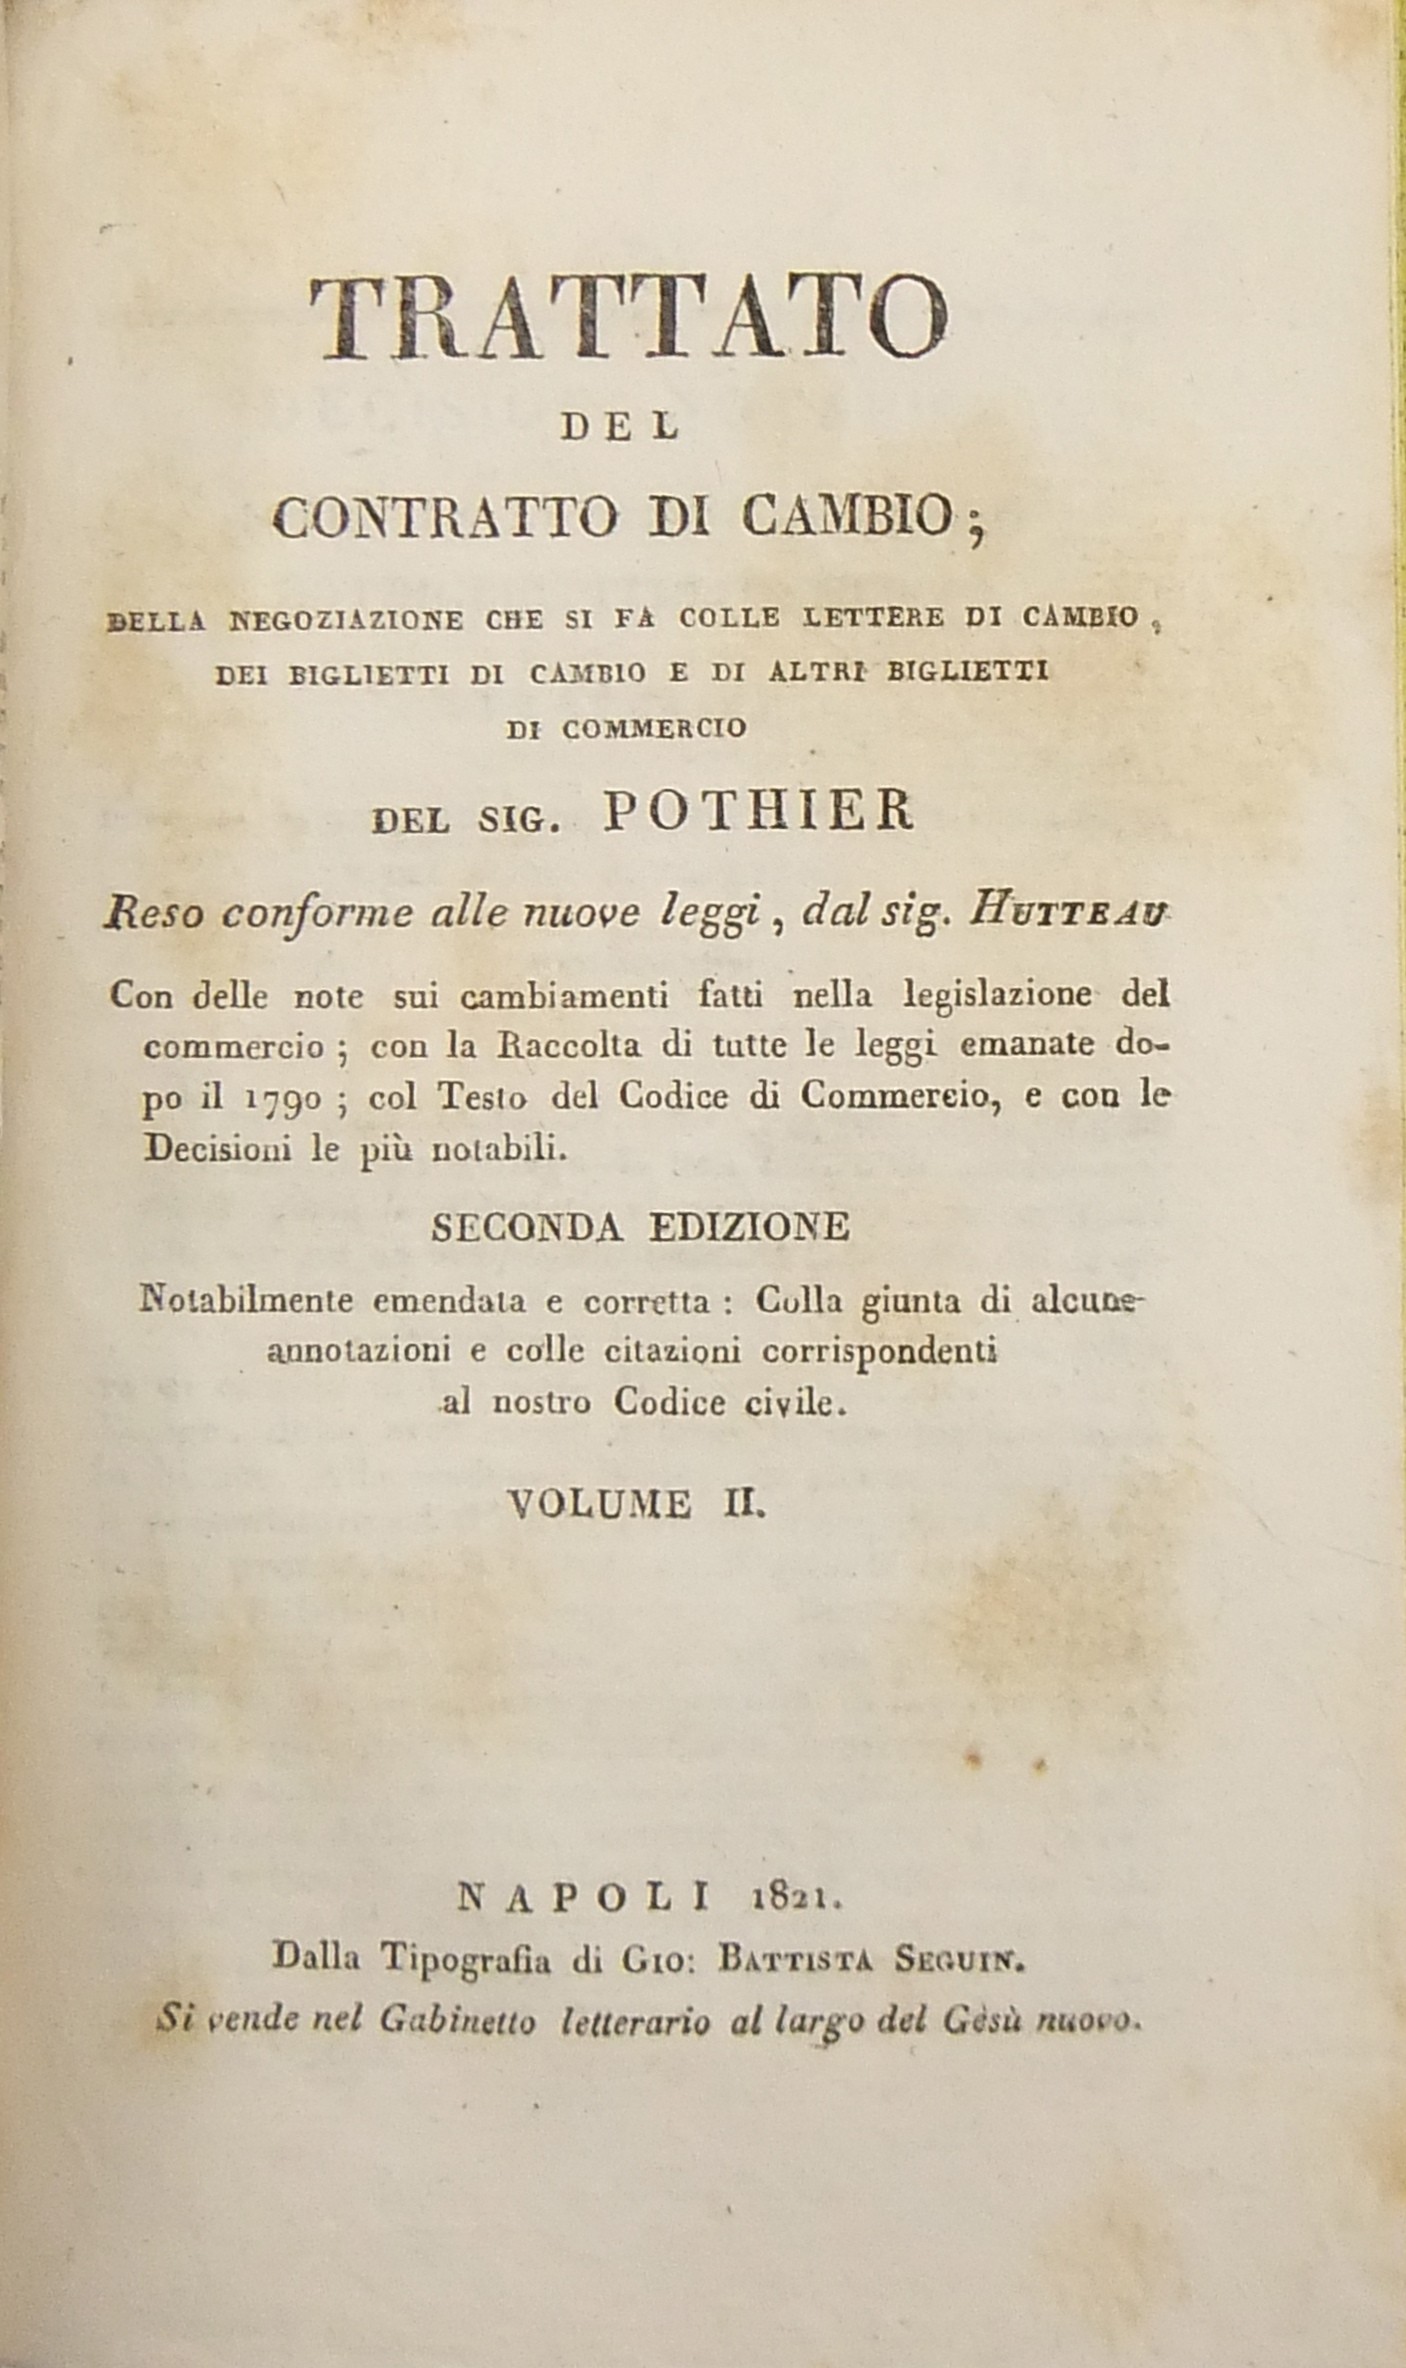 TRATTATO
DEL
CONTRATTO DI CAMBIO;
DELLA NEGOZIAZIONE CHE SI FA COLLE LETTERE DI CAMBIO,
DEI BIGLIETTI DI CAMBIO E DI ALTRI BIGLIETTI
DI COMMERCIO
DEL SIG. POTHIER
Reso conforme alle nuove leggi, dal sig. HUTTEAU
Con delle note sui cambiamenti fatti nella legislazione del
commercio; con la Raccolta di tutte le leggi emanate do-
po il 1790; col Testo del Codice di Commercio, e con le
Decisioni le più notabili.
SECONDA EDIZIONE
Notabilmente emendata e corretta: Colla giunta di alcune
annotazioni e colle citazioni corrispondenti
al nostro Codice civile.
VOLUME II.
NAPOLI 1821.
Dalla Tipografia di GIO: BATTISTA SEGUIN.
Si vende nel Gabinetto letterario al largo del Gesù nuovo.